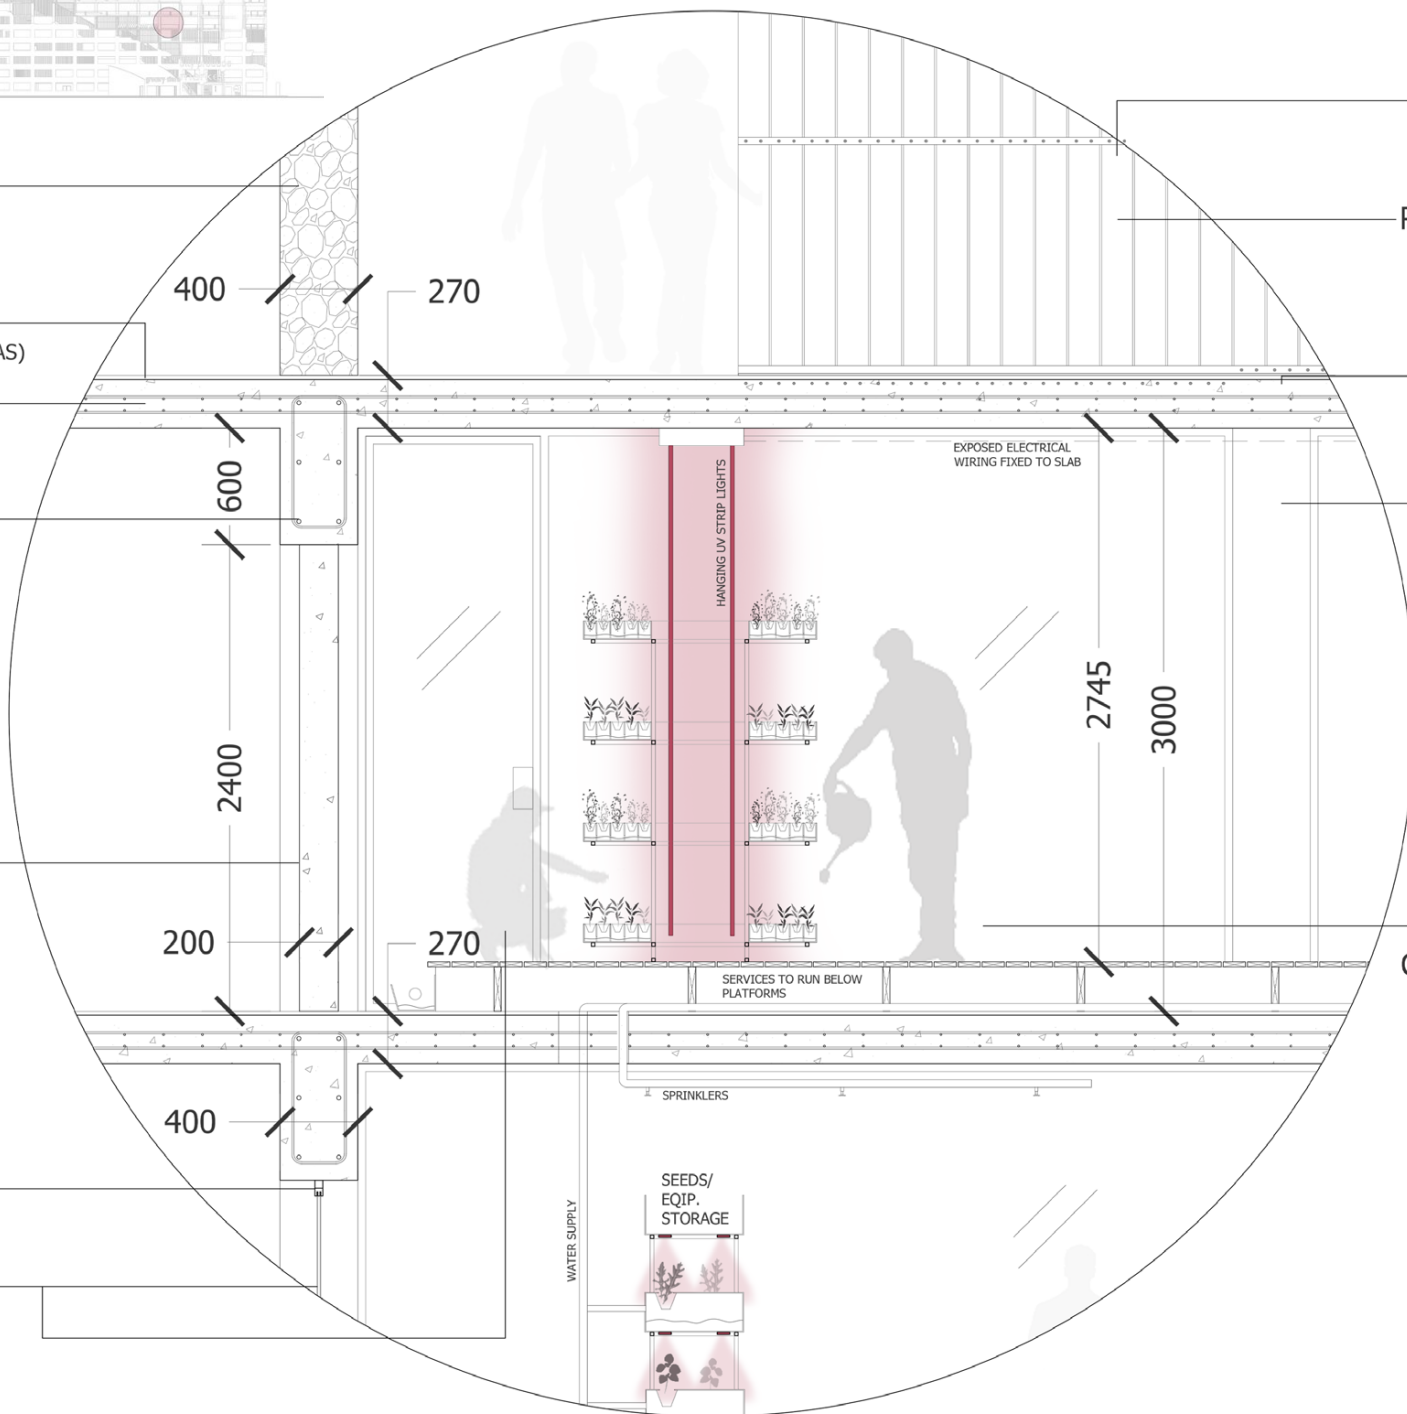 400
270
AS)
600
EXPOSED ELECTRICAL
WIRING FIXED TO SLAB
HANGING UV STRIP LIGHTS
2745
3000
2400
200
270
SERVICES TO RUN BELOW
PLATFORMS
SPRINKLERS
400
WATER SUPPLY
SEEDS/
EQIP.
STORAGE